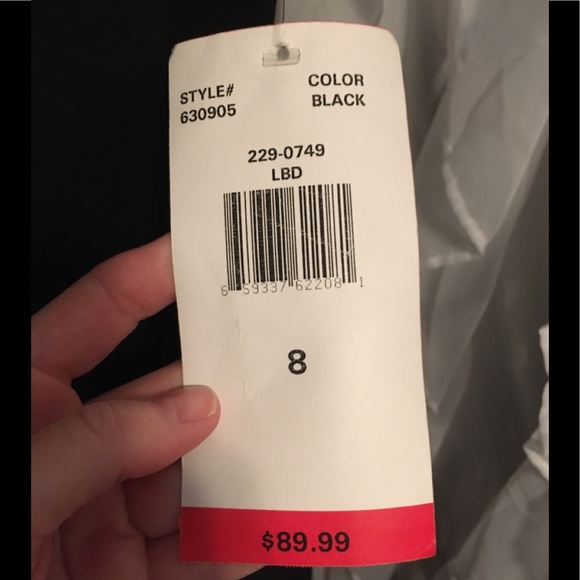 STYLE#
630905
COLOR
BLACK
229-0749
LBD
6 59337 62208 1
8
$89.99